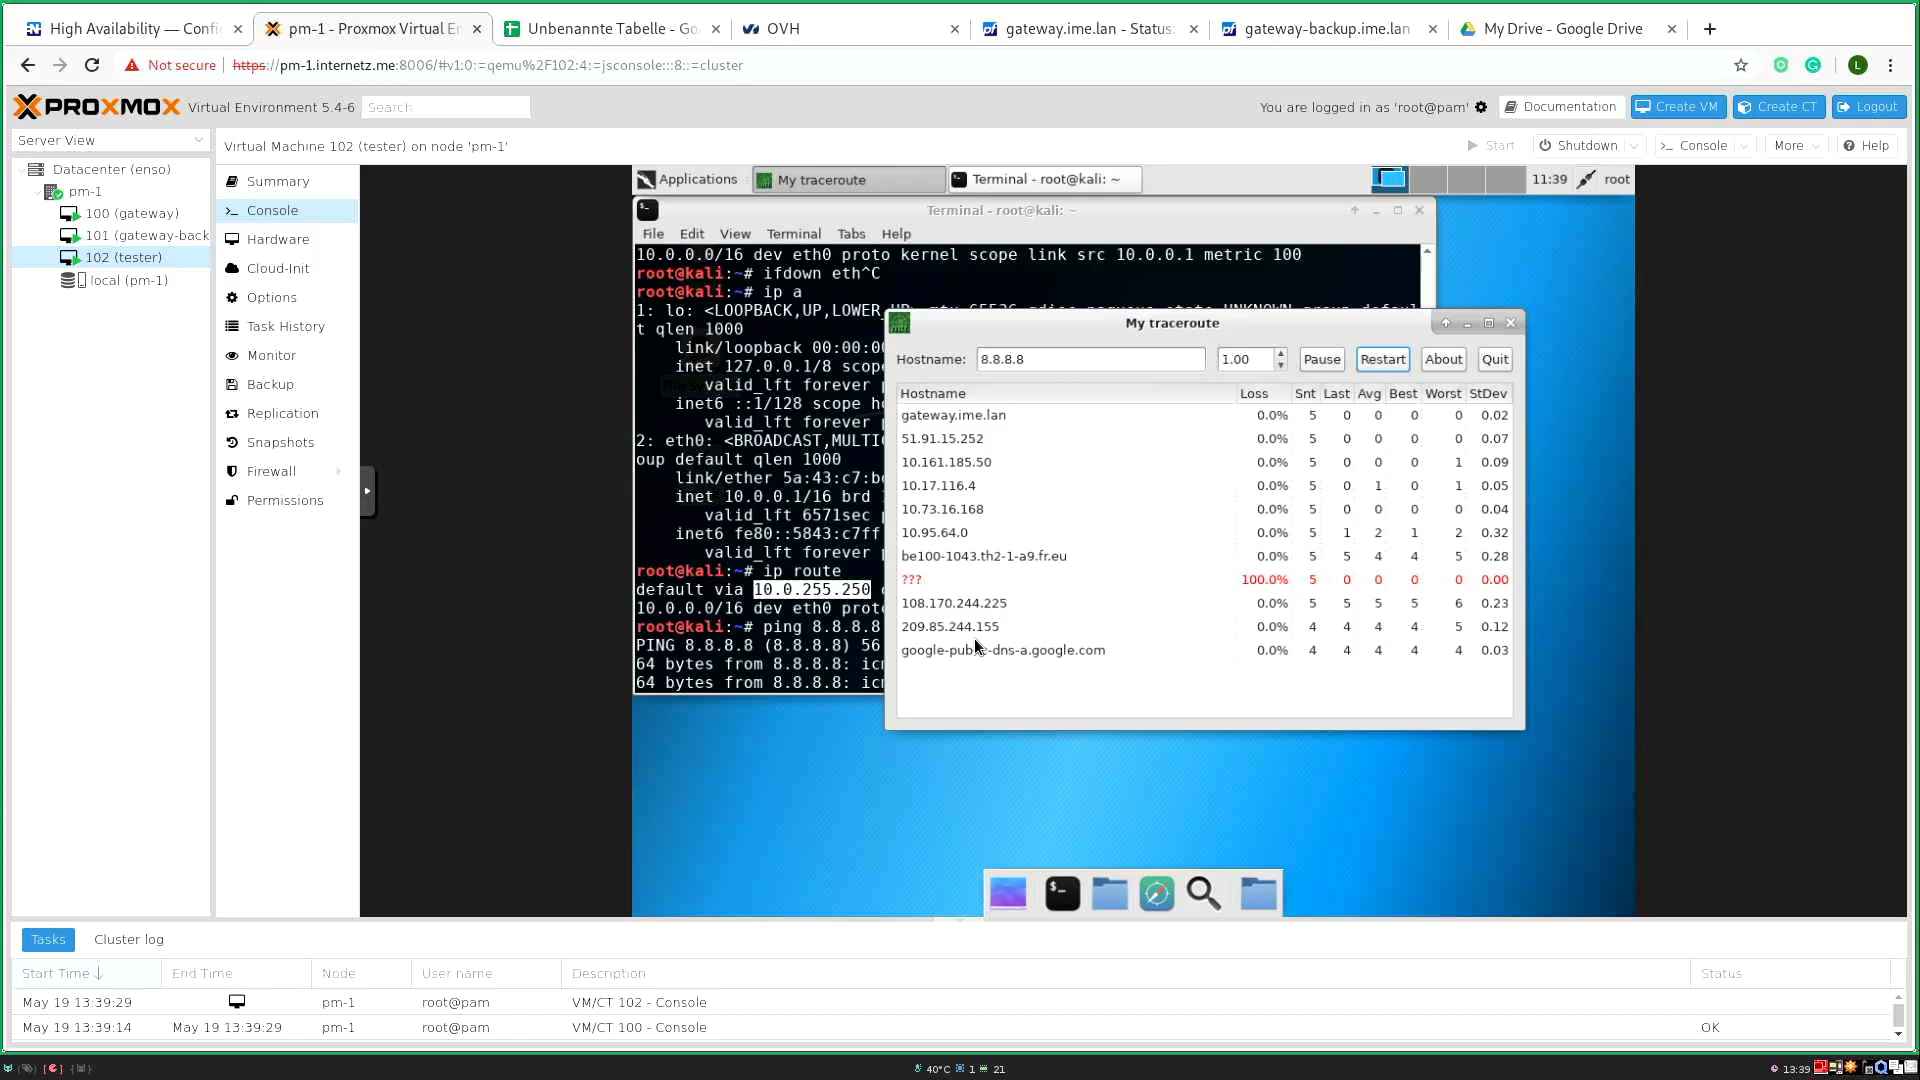 High Availability — Confi
pm-1 - Proxmox Virtual En
Unbenannte Tabelle - Go
OVH
gateway.ime.lan - Status:
gateway-backup.ime.lan
My Drive - Google Drive
Not secure https://pm-1.internetz.me:8006/#v1:0:=qemu%2F102:4:=jsconsole:::8::=cluster
L
PROXMOX Virtual Environment 5.4-6 Search
You are logged in as 'root@pam' Documentation Create VM Create CT Logout
Server View
Virtual Machine 102 (tester) on node 'pm-1'
Start Shutdown Console More Help
Datacenter (enso)
pm-1
100 (gateway)
101 (gateway-back
102 (tester)
local (pm-1)
Summary
Console
Hardware
Cloud-Init
Options
Task History
Monitor
Backup
Replication
Snapshots
Firewall
Permissions
Applications My traceroute Terminal - root@kali: ~ 11:39 root
Terminal - root@kali: ~
File Edit View Terminal Tabs Help
10.0.0.0/16 dev eth0 proto kernel scope link src 10.0.0.1 metric 100
root@kali:~# ifdown eth^C
root@kali:~# ip a
1: lo: <LOOPBACK,UP,LOWER_UP> mtu 65536 qdisc noqueue state UNKNOWN group defaul
t qlen 1000
link/loopback 00:00:00
inet 127.0.0.1/8 scope
valid_lft forever
inet6 ::1/128 scope ho
valid_lft forever
2: eth0: <BROADCAST,MULTIC
oup default qlen 1000
link/ether 5a:43:c7:b
inet 10.0.0.1/16 brd
valid_lft 6571sec
inet6 fe80::5843:c7ff
valid_lft forever
root@kali:~# ip route
default via 10.0.255.250
10.0.0.0/16 dev eth0 proto
root@kali:~# ping 8.8.8.8
PING 8.8.8.8 (8.8.8.8) 56
64 bytes from 8.8.8.8: icm
64 bytes from 8.8.8.8: icm
My traceroute
Hostname: 8.8.8.8 1.00 Pause Restart About Quit
Hostname Loss Snt Last Avg Best Worst StDev
gateway.ime.lan 0.0% 5 0 0 0 0 0.02
51.91.15.252 0.0% 5 0 0 0 0 0.07
10.161.185.50 0.0% 5 0 0 0 1 0.09
10.17.116.4 0.0% 5 0 1 0 1 0.05
10.73.16.168 0.0% 5 0 0 0 0 0.04
10.95.64.0 0.0% 5 1 2 1 2 0.32
be100-1043.th2-1-a9.fr.eu 0.0% 5 5 4 4 5 0.28
??? 100.0% 5 0 0 0 0 0.00
108.170.244.225 0.0% 5 5 5 5 6 0.23
209.85.244.155 0.0% 4 4 4 4 5 0.12
google-public-dns-a.google.com 0.0% 4 4 4 4 4 0.03
Tasks Cluster log
Start Time End Time Node User name Description Status
May 19 13:39:29 pm-1 root@pam VM/CT 102 - Console
May 19 13:39:14 May 19 13:39:29 pm-1 root@pam VM/CT 100 - Console OK
40°C 1 21
13:39